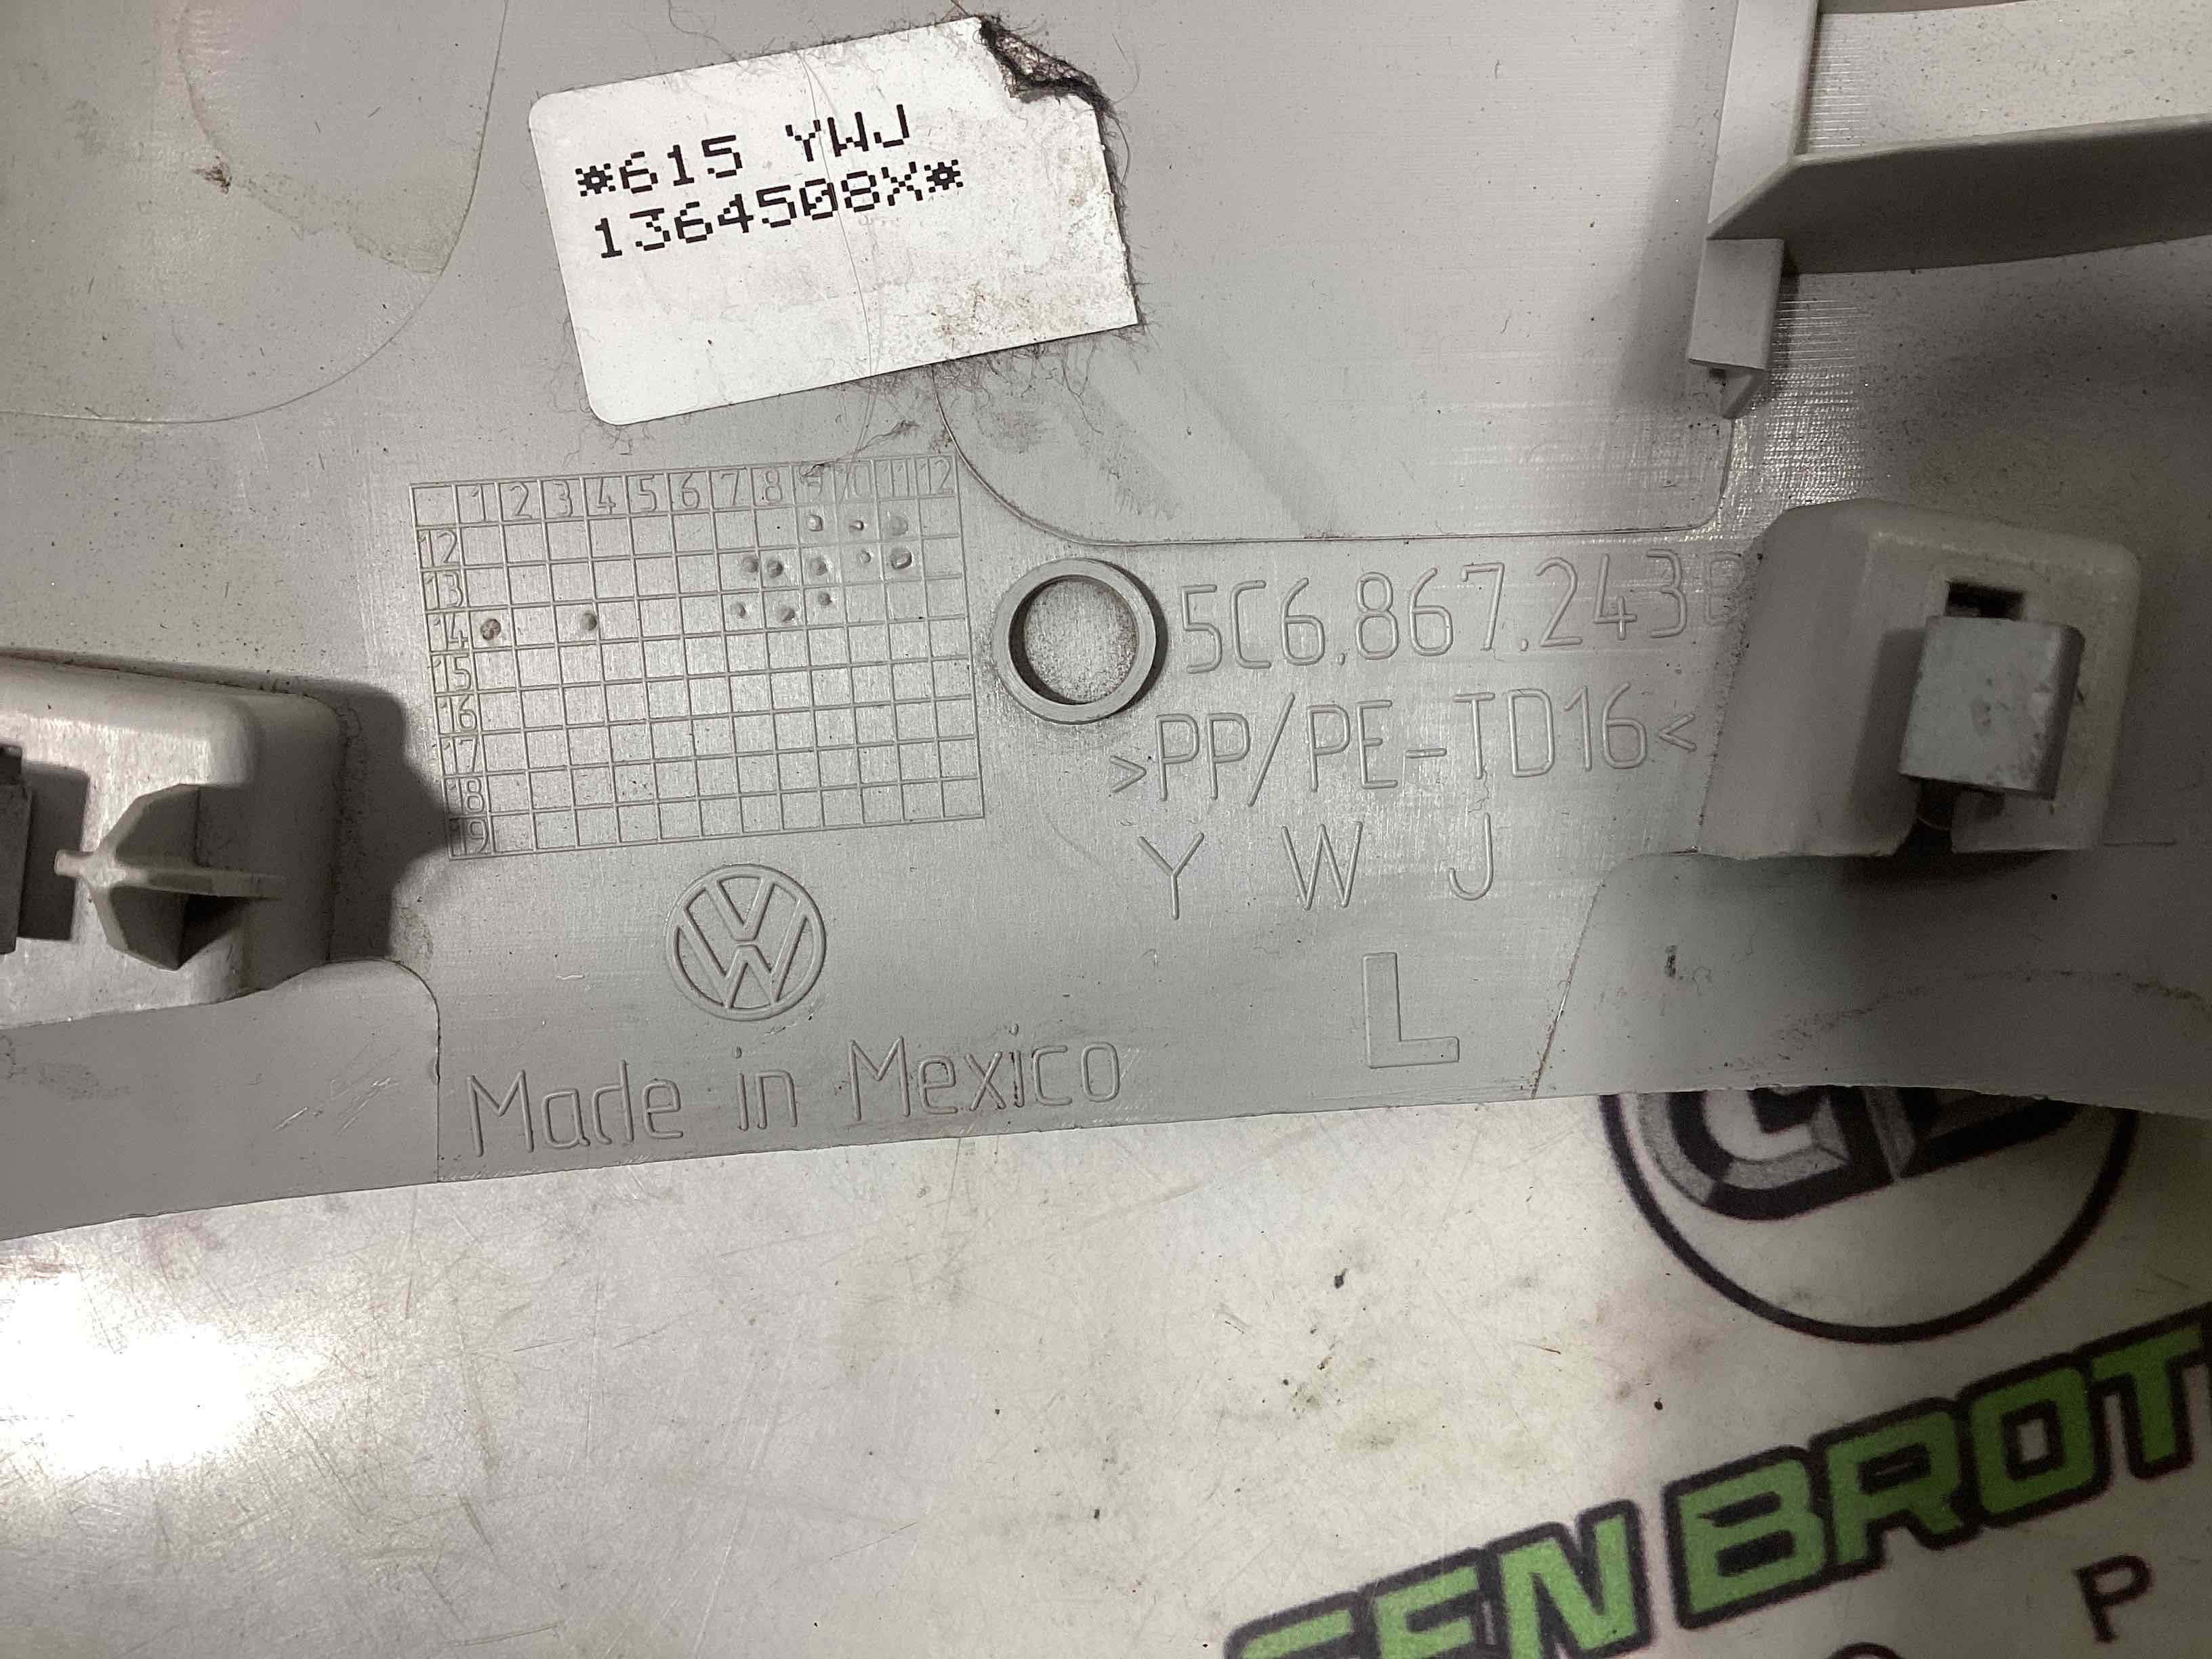 *615 YWJ
1364508X*
1 2 3 4 5 6 7 8 9 10 11 12
12
13
14
15
16
17
18
19
5C6.867.243
>PP/PE-TD16<
Y W J
VW
L
Made in Mexico
P